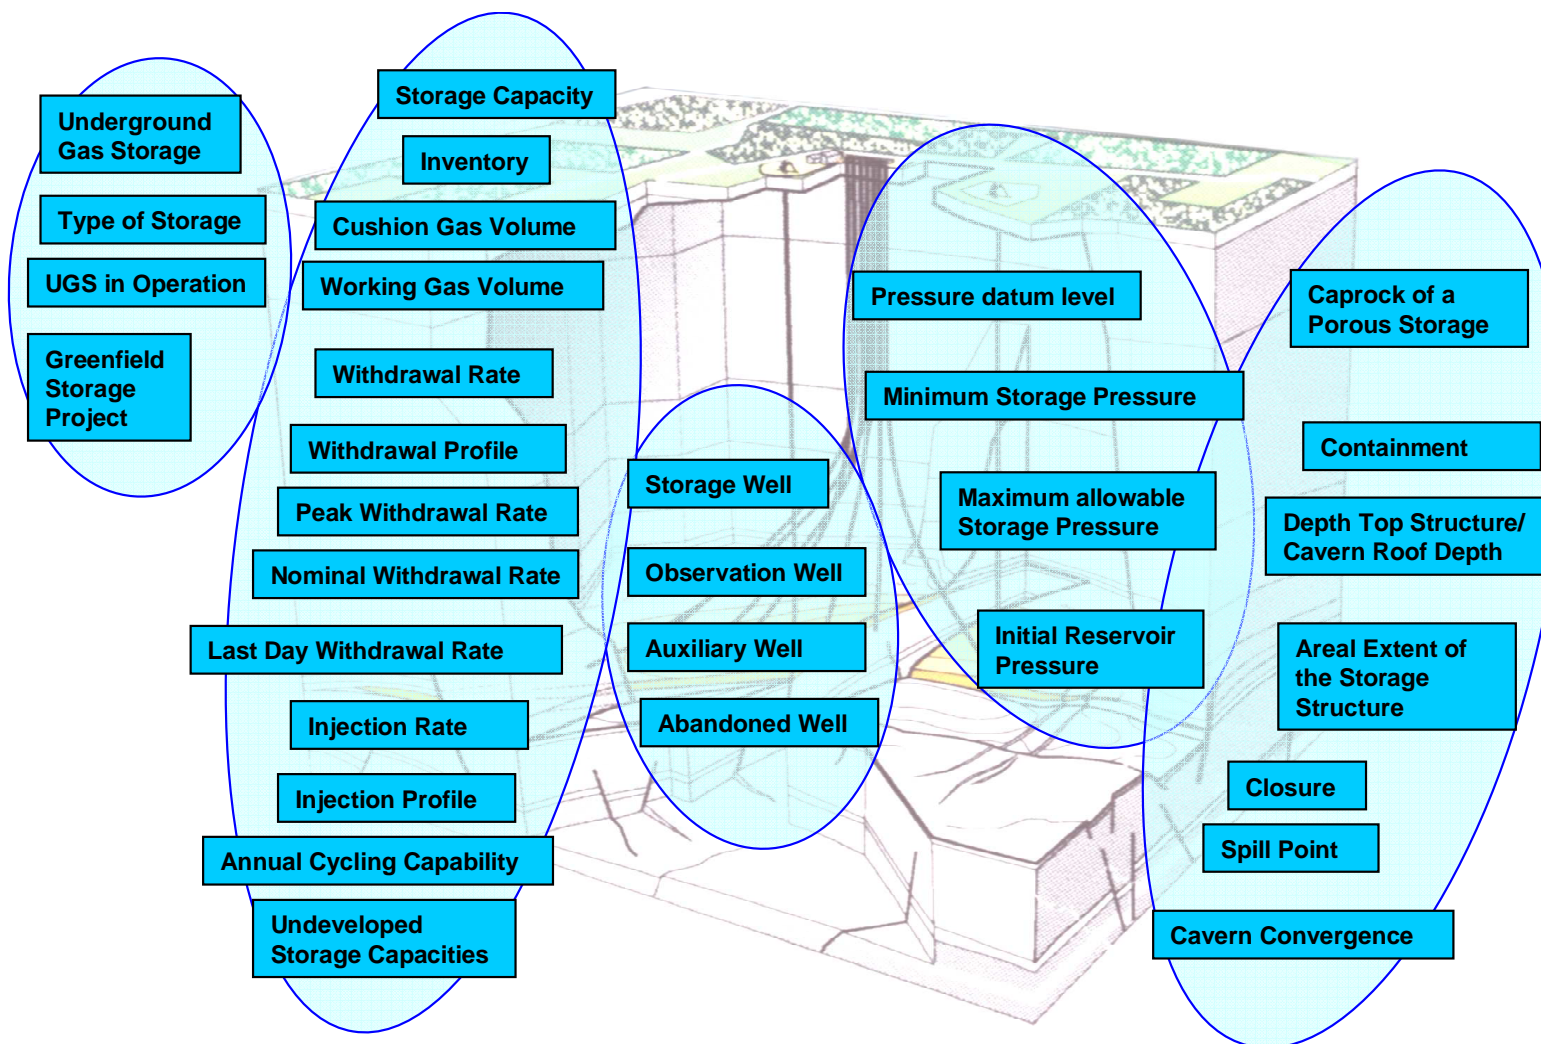 Underground
Gas Storage
Type of Storage
UGS in Operation
Greenfield
Storage
Project
Storage Capacity
Inventory
Cushion Gas Volume
Working Gas Volume
Withdrawal Rate
Withdrawal Profile
Peak Withdrawal Rate
Nominal Withdrawal Rate
Last Day Withdrawal Rate
Injection Rate
Injection Profile
Annual Cycling Capability
Undeveloped
Storage Capacities
Storage Well
Observation Well
Auxiliary Well
Abandoned Well
Pressure datum level
Minimum Storage Pressure
Maximum allowable
Storage Pressure
Initial Reservoir
Pressure
Caprock of a
Porous Storage
Containment
Depth Top Structure/
Cavern Roof Depth
Areal Extent of
the Storage
Structure
Closure
Spill Point
Cavern Convergence